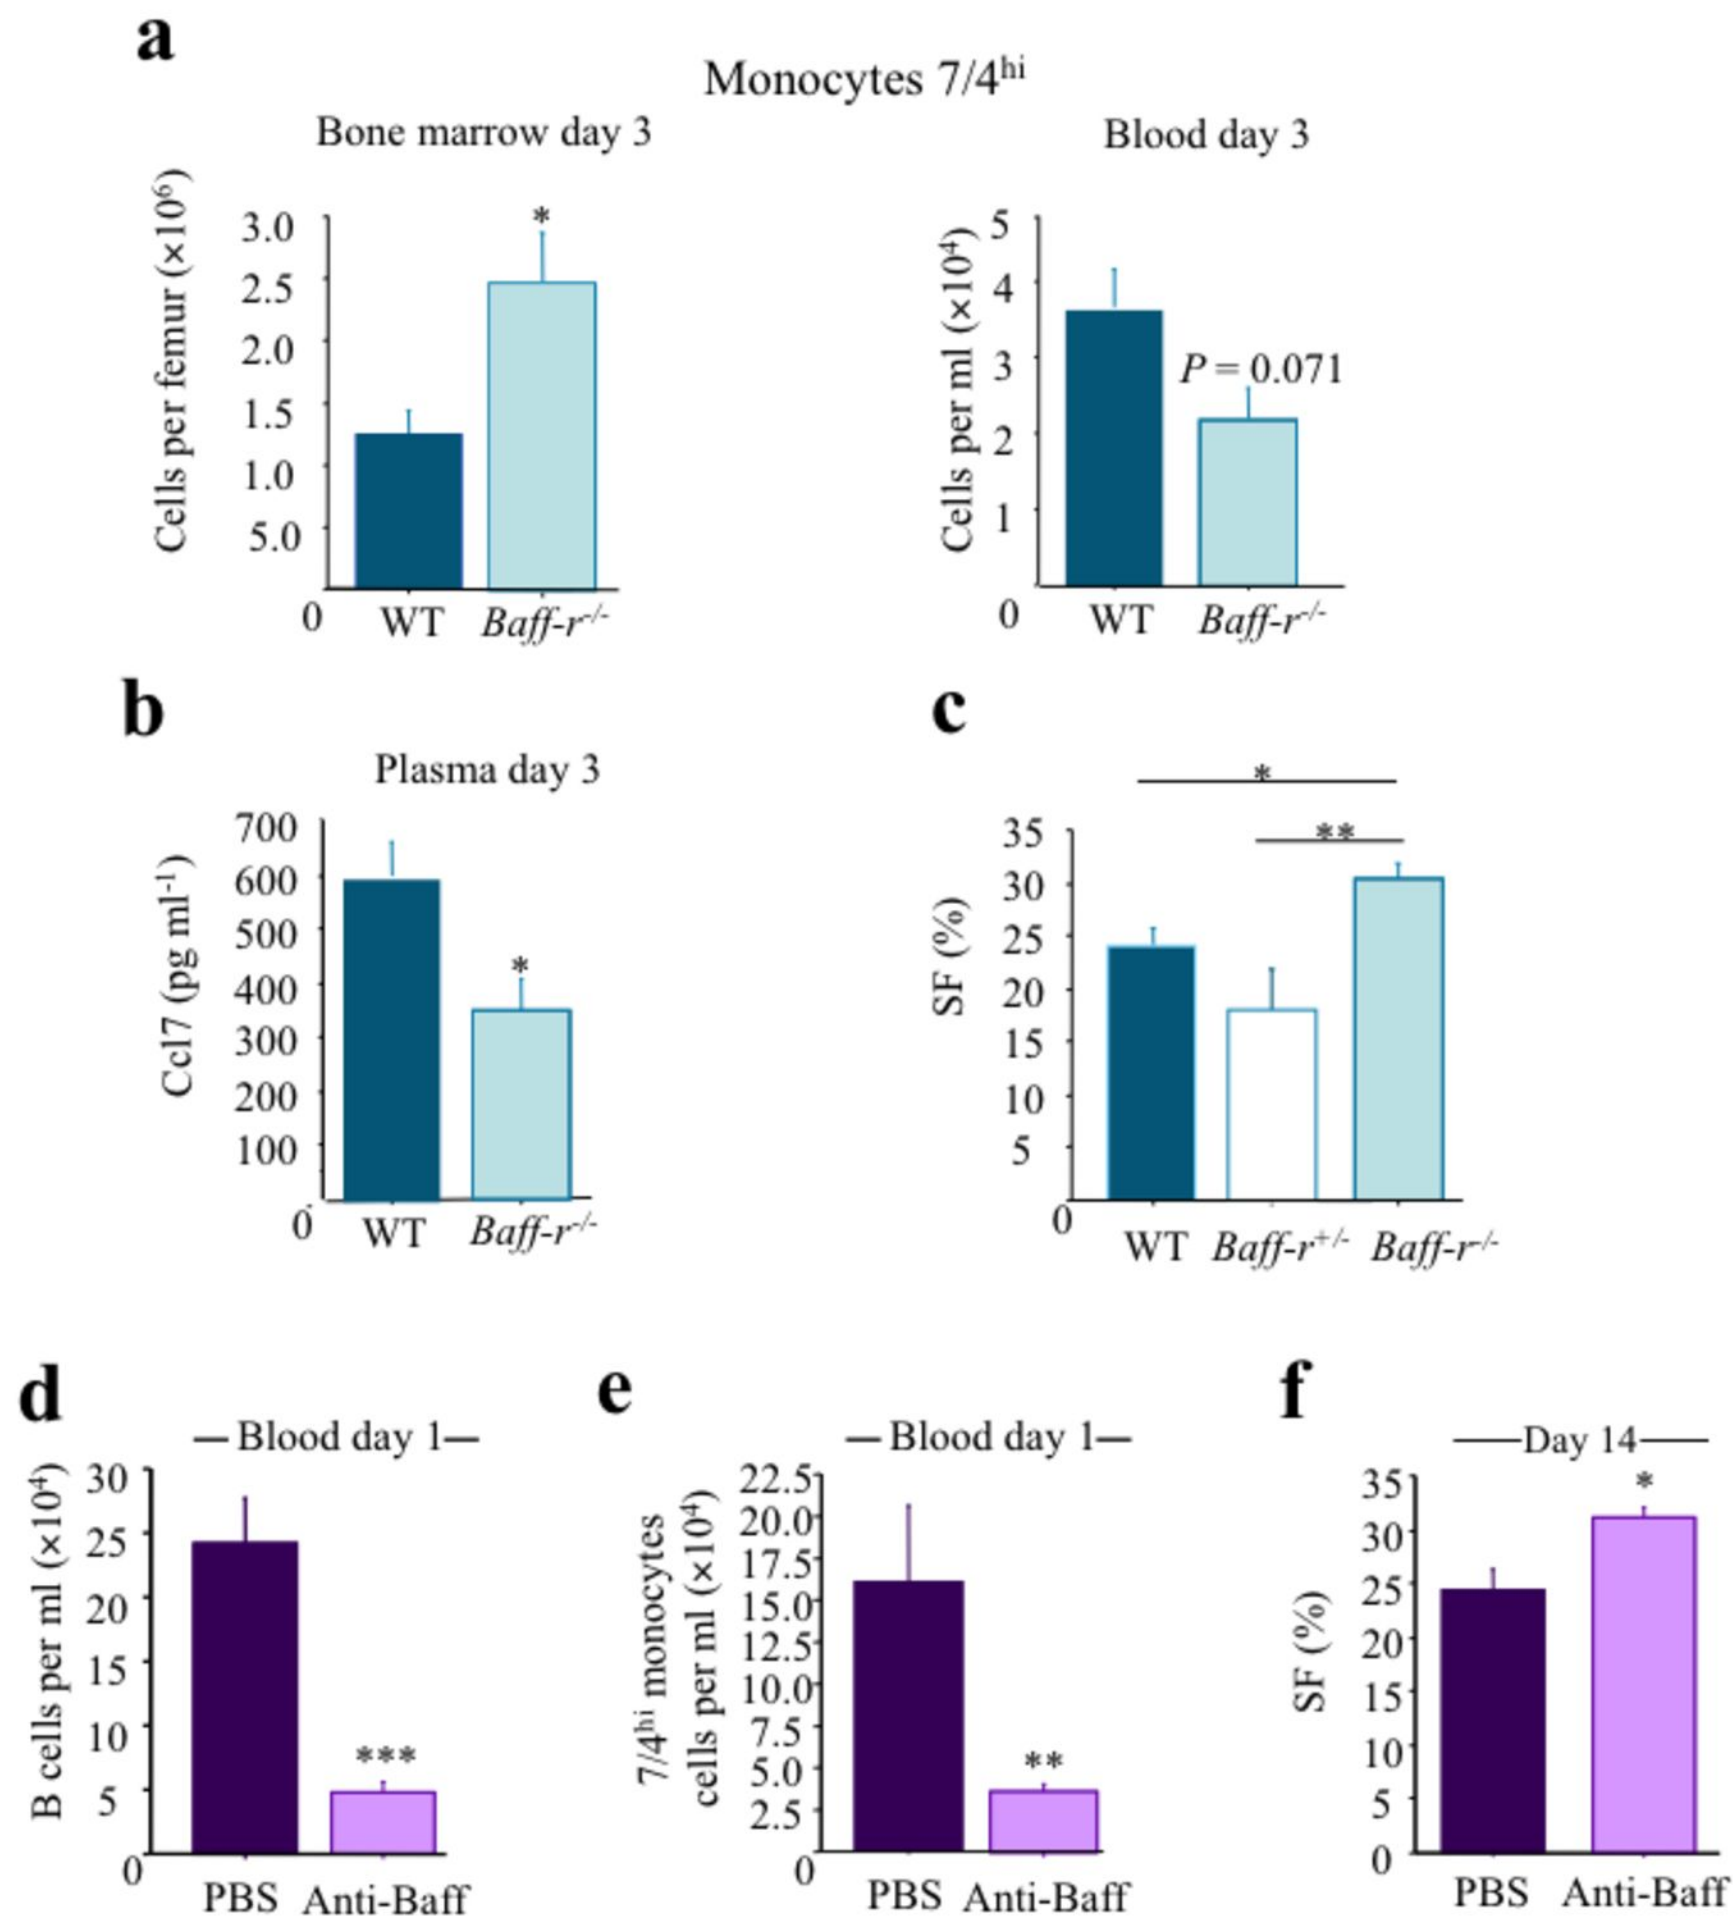 a
Monocytes 7/4hi
Bone marrow day 3
Cells per femur (×10⁶)
3.0
2.5
2.0
1.5
1.0
5.0
0
*
WT
Baff-r-/-
Blood day 3
Cells per ml (×10⁴)
5
4
3
2
1
0
P = 0.071
WT
Baff-r-/-
b
Plasma day 3
Ccl7 (pg ml⁻¹)
700
600
500
400
300
200
100
0
*
WT
Baff-r-/-
c
*
**
SF (%)
35
30
25
20
15
10
5
0
WT
Baff-r+/-
Baff-r-/-
d
Blood day 1
B cells per ml (×10⁴)
30
25
20
15
10
5
0
***
PBS
Anti-Baff
e
Blood day 1
7/4hi monocytes
cells per ml (×10⁴)
22.5
20.0
17.5
15.0
12.5
10.0
7.5
5.0
2.5
0
**
PBS
Anti-Baff
f
Day 14
SF (%)
35
30
25
20
15
10
5
0
*
PBS
Anti-Baff